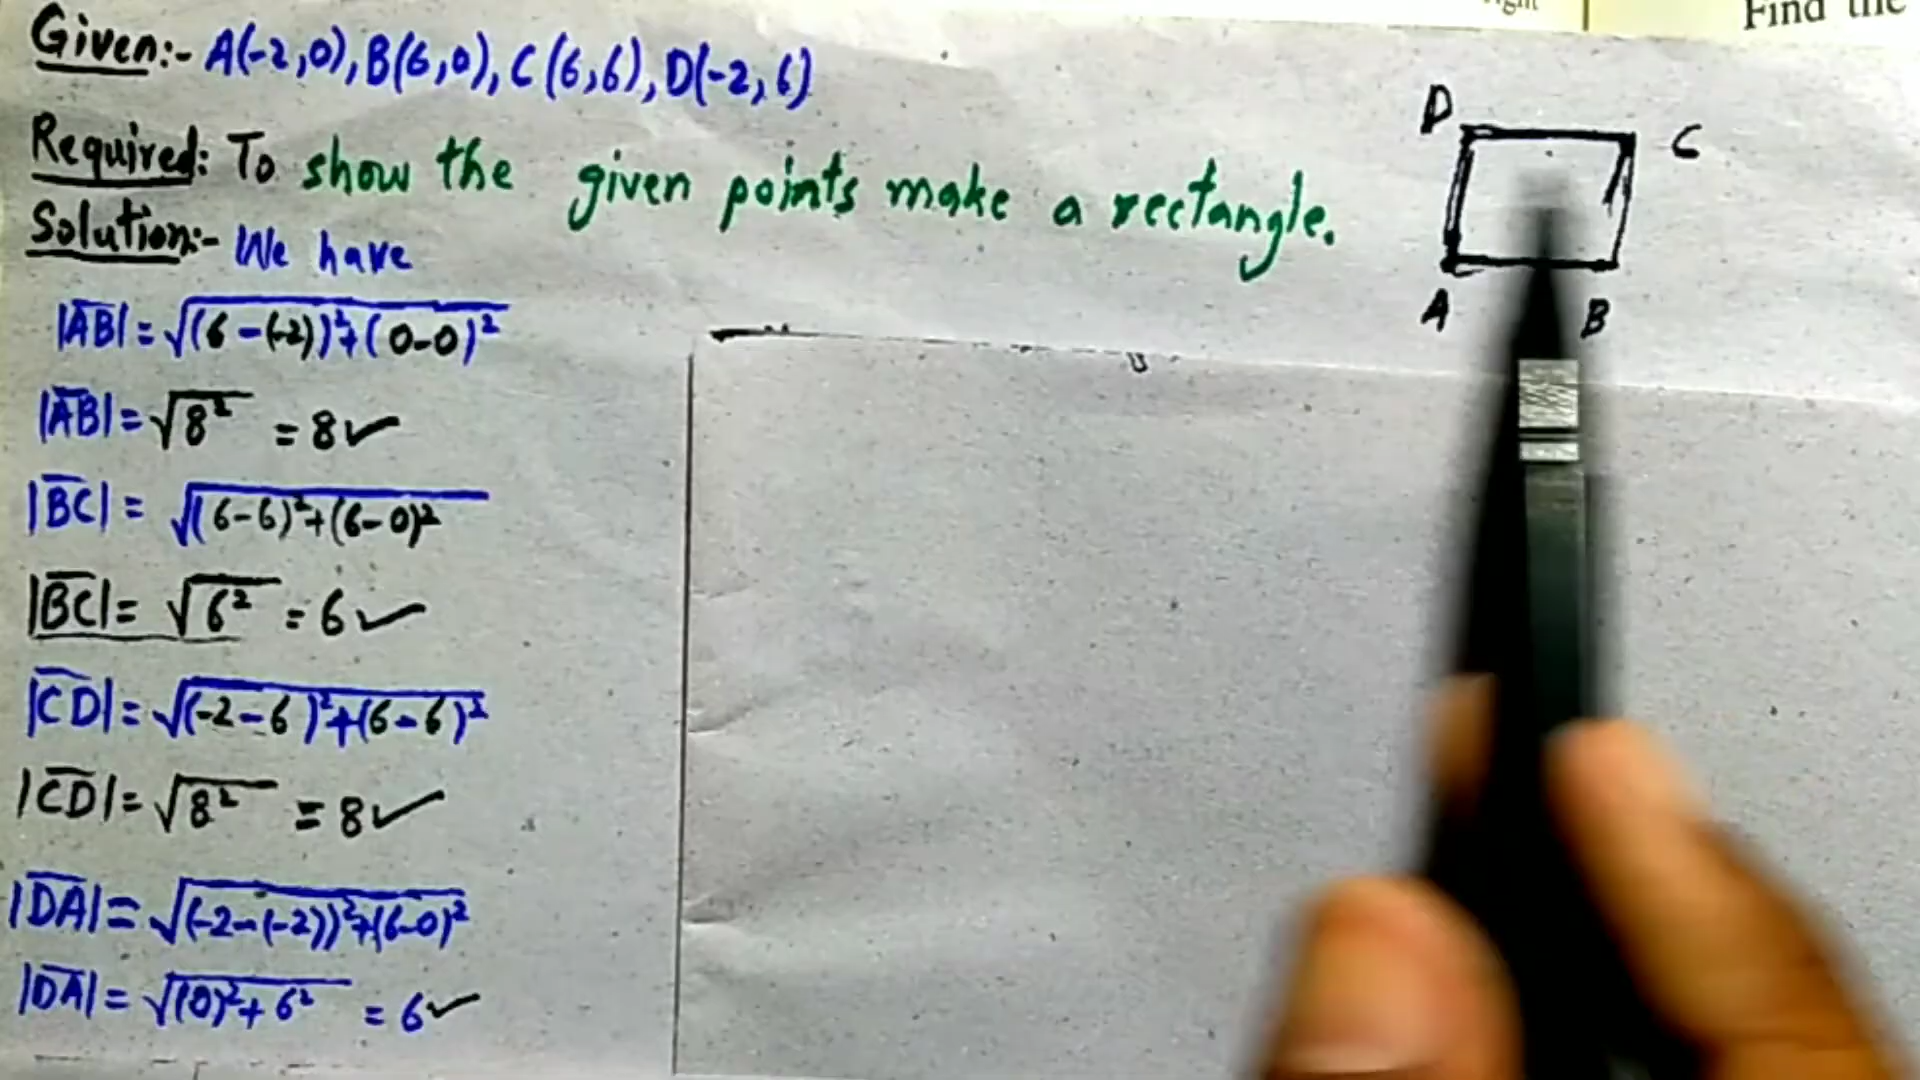 Find the
Given:- A(-2,0), B(6,0), C(6,6), D(-2,6)
Required: To show the given points make a rectangle.
Solution:- We have
|AB| = √(6-(-2))²+(0-0)²
|AB| = √8² = 8✓
|BC| = √(6-6)²+(6-0)²
|BC| = √6² = 6✓
|CD| = √(-2-6)²+(6-6)²
|CD| = √8² = 8✓
|DA| = √(-2-(-2))²+(6-0)²
|DA| = √(0)²+6² = 6✓
D C
A B